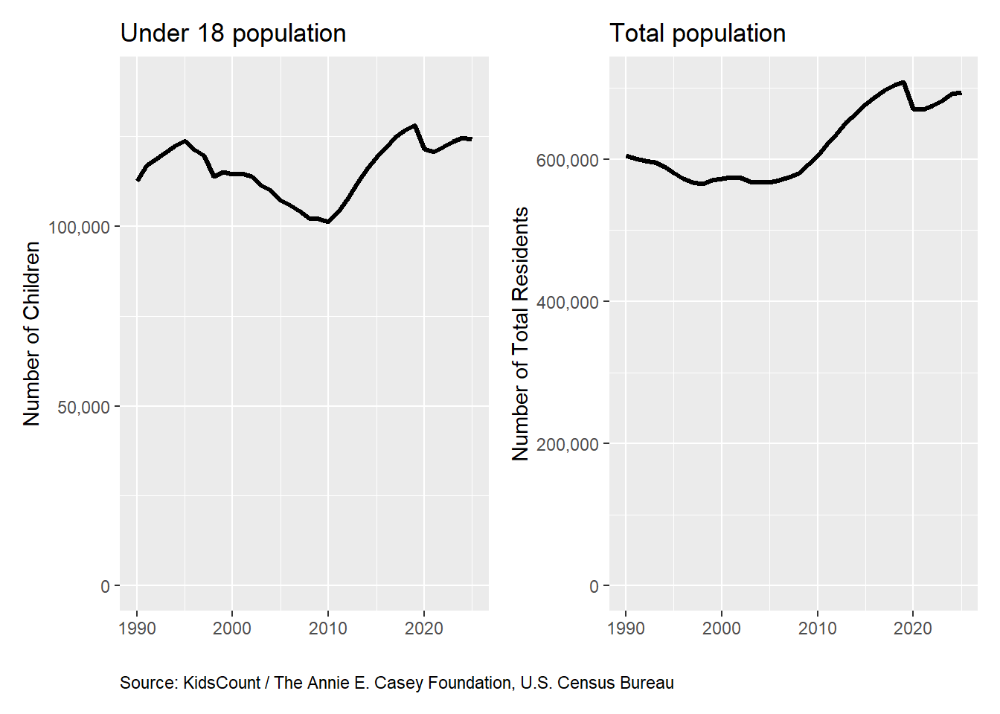 Under 18 population
Number of Children
100,000
50,000
0
1990 2000 2010 2020
Total population
Number of Total Residents
600,000
400,000
200,000
0
1990 2000 2010 2020
Source: KidsCount / The Annie E. Casey Foundation, U.S. Census Bureau